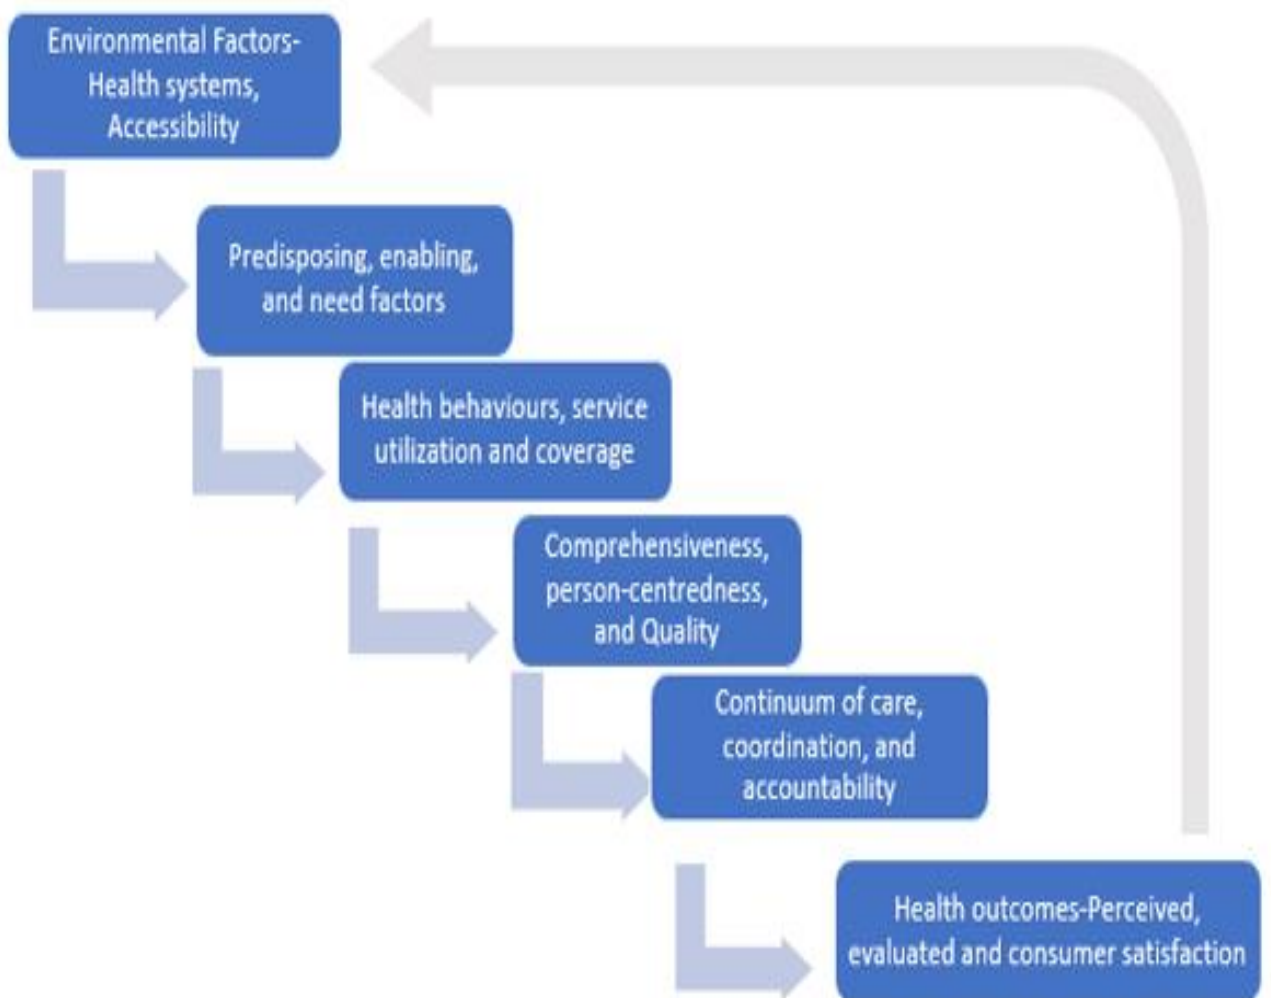 Environmental Factors-
Health systems,
Accessibility
Predisposing, enabling,
and need factors
Health behaviours, service
utilization and coverage
Comprehensiveness,
person-centredness,
and Quality
Continuum of care,
coordination, and
accountability
Health outcomes-Perceived,
evaluated and consumer satisfaction